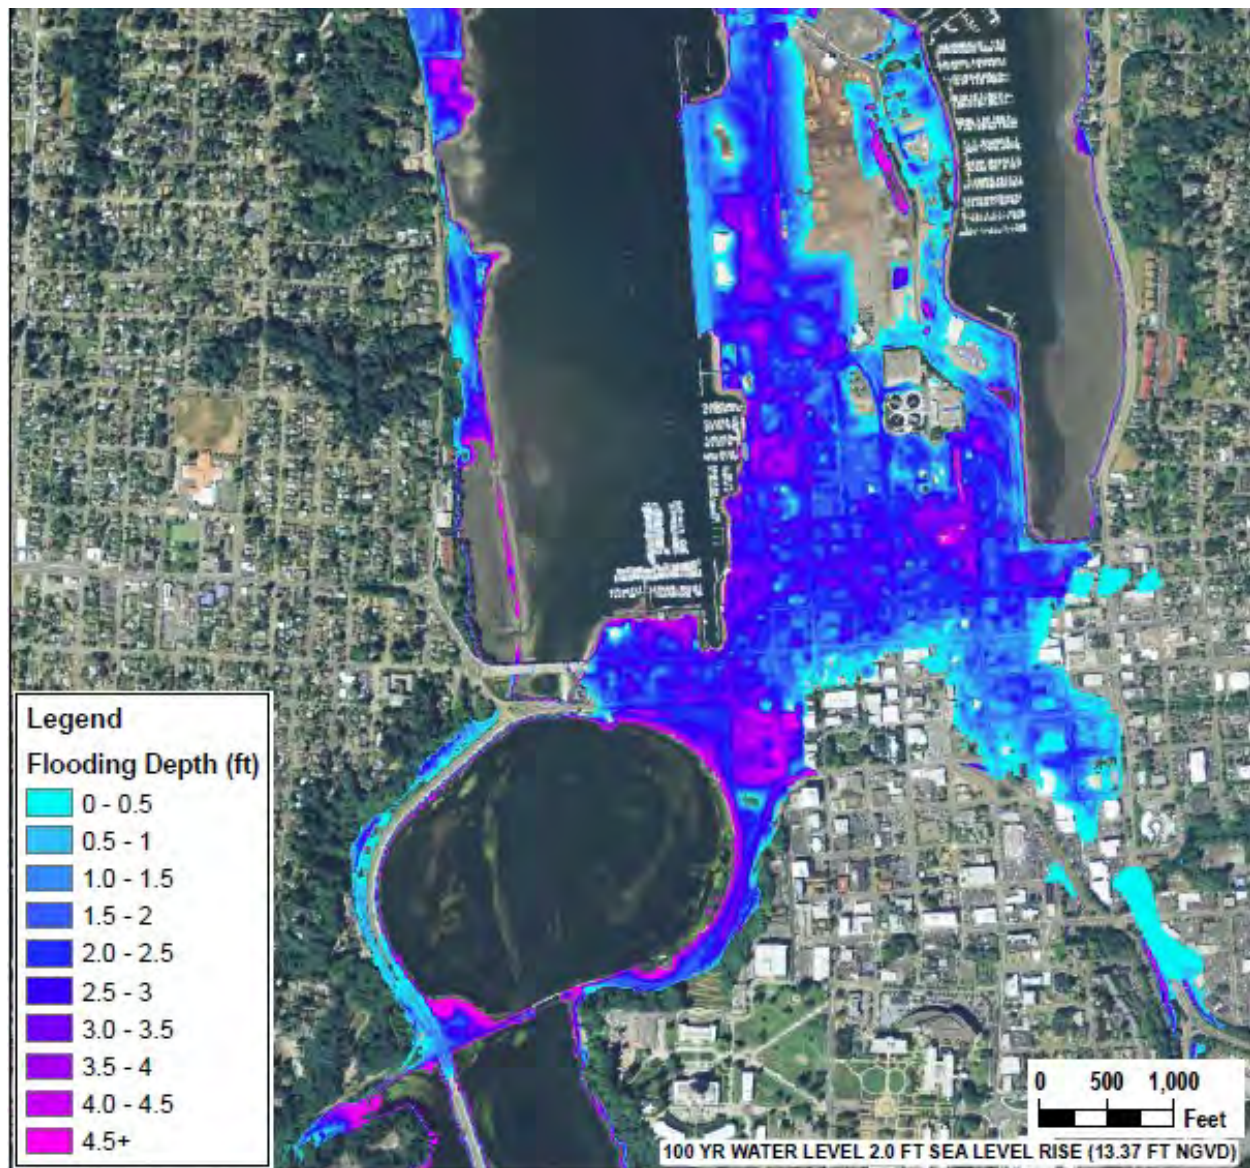 Legend
Flooding Depth (ft)
0 - 0.5
0.5 - 1
1.0 - 1.5
1.5 - 2
2.0 - 2.5
2.5 - 3
3.0 - 3.5
3.5 - 4
4.0 - 4.5
4.5+
0 500 1,000
Feet
100 YR WATER LEVEL 2.0 FT SEA LEVEL RISE (13.37 FT NGVD)